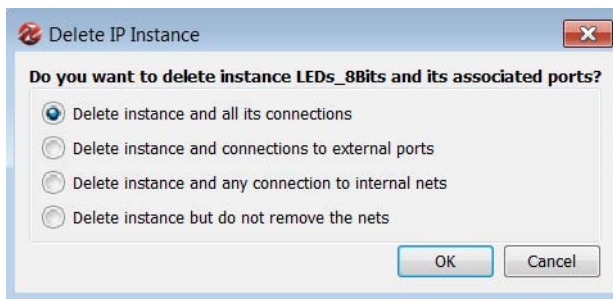 Delete IP Instance
Do you want to delete instance LEDs_8Bits and its associated ports?
Delete instance and all its connections
Delete instance and connections to external ports
Delete instance and any connection to internal nets
Delete instance but do not remove the nets
OK Cancel